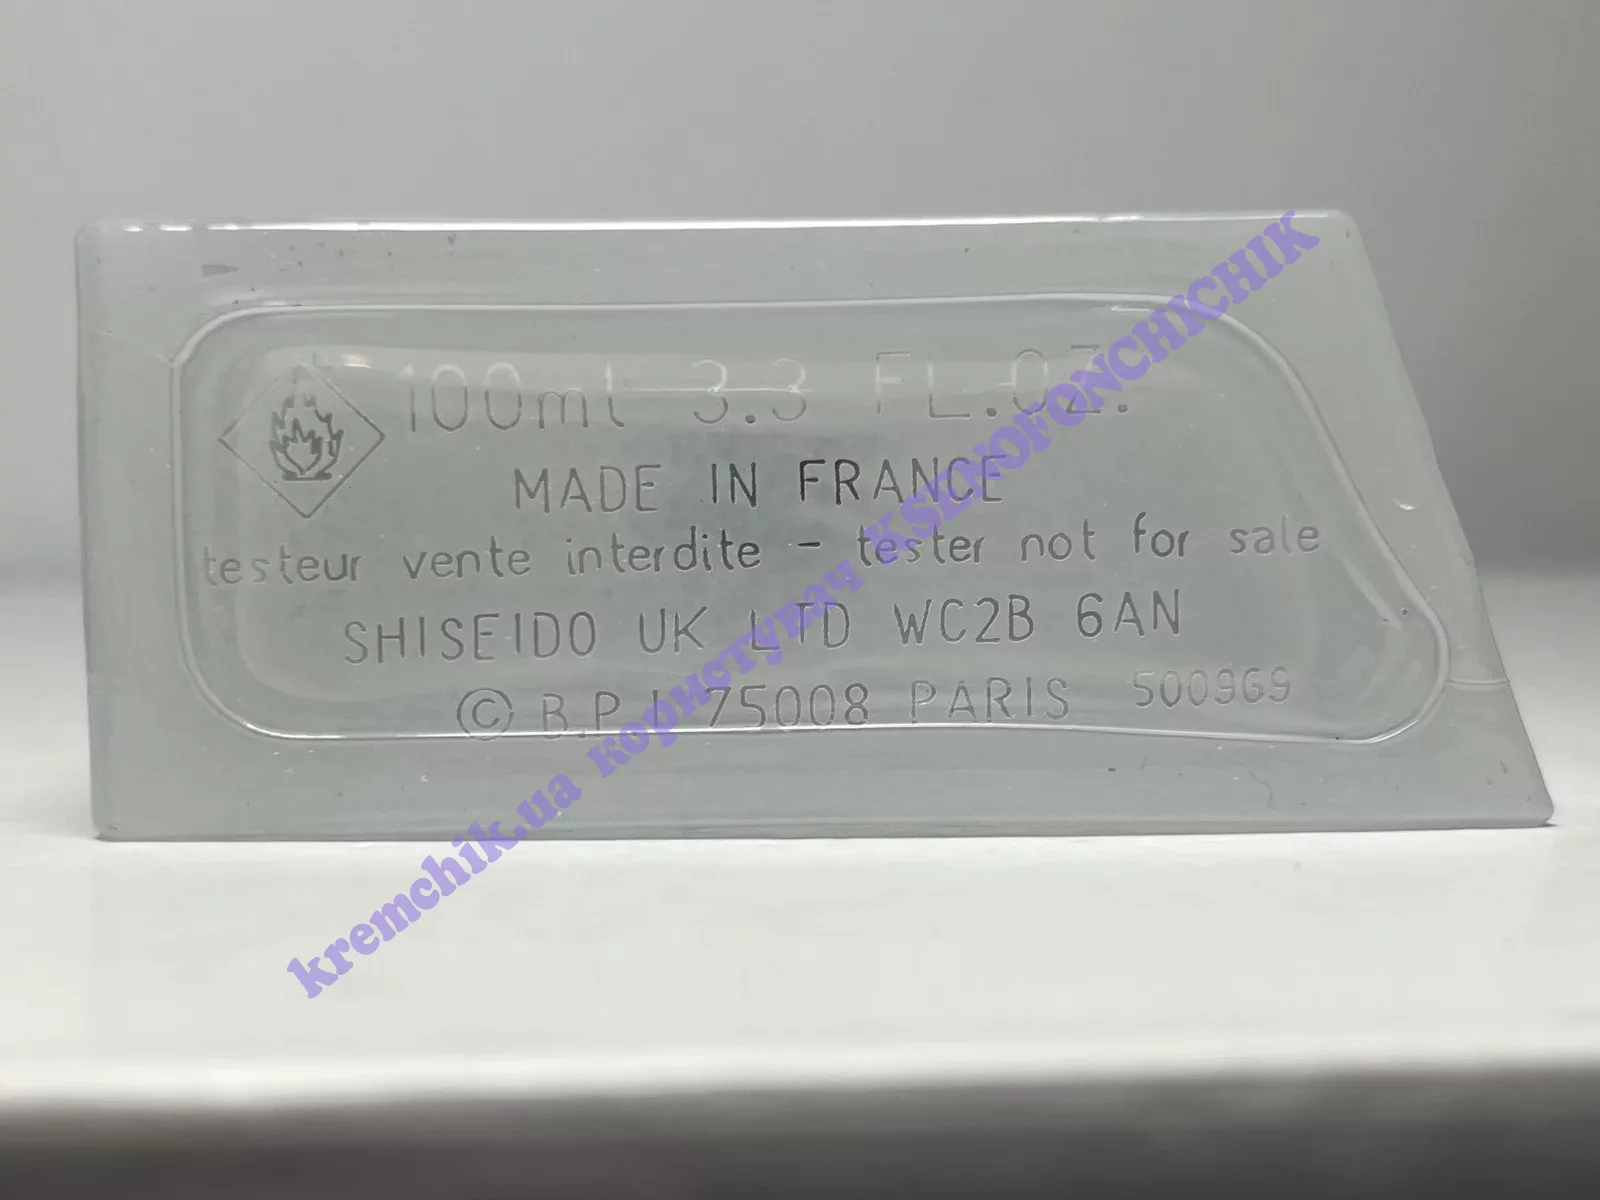 100ml 3.3 FL.OZ.
MADE IN FRANCE
testeur vente interdite - tester not for sale
SHISEIDO UK LTD WC2B 6AN
© B.P.I. 75008 PARIS 500969
kremchik.ua користувач KSENOFONCHICHIK